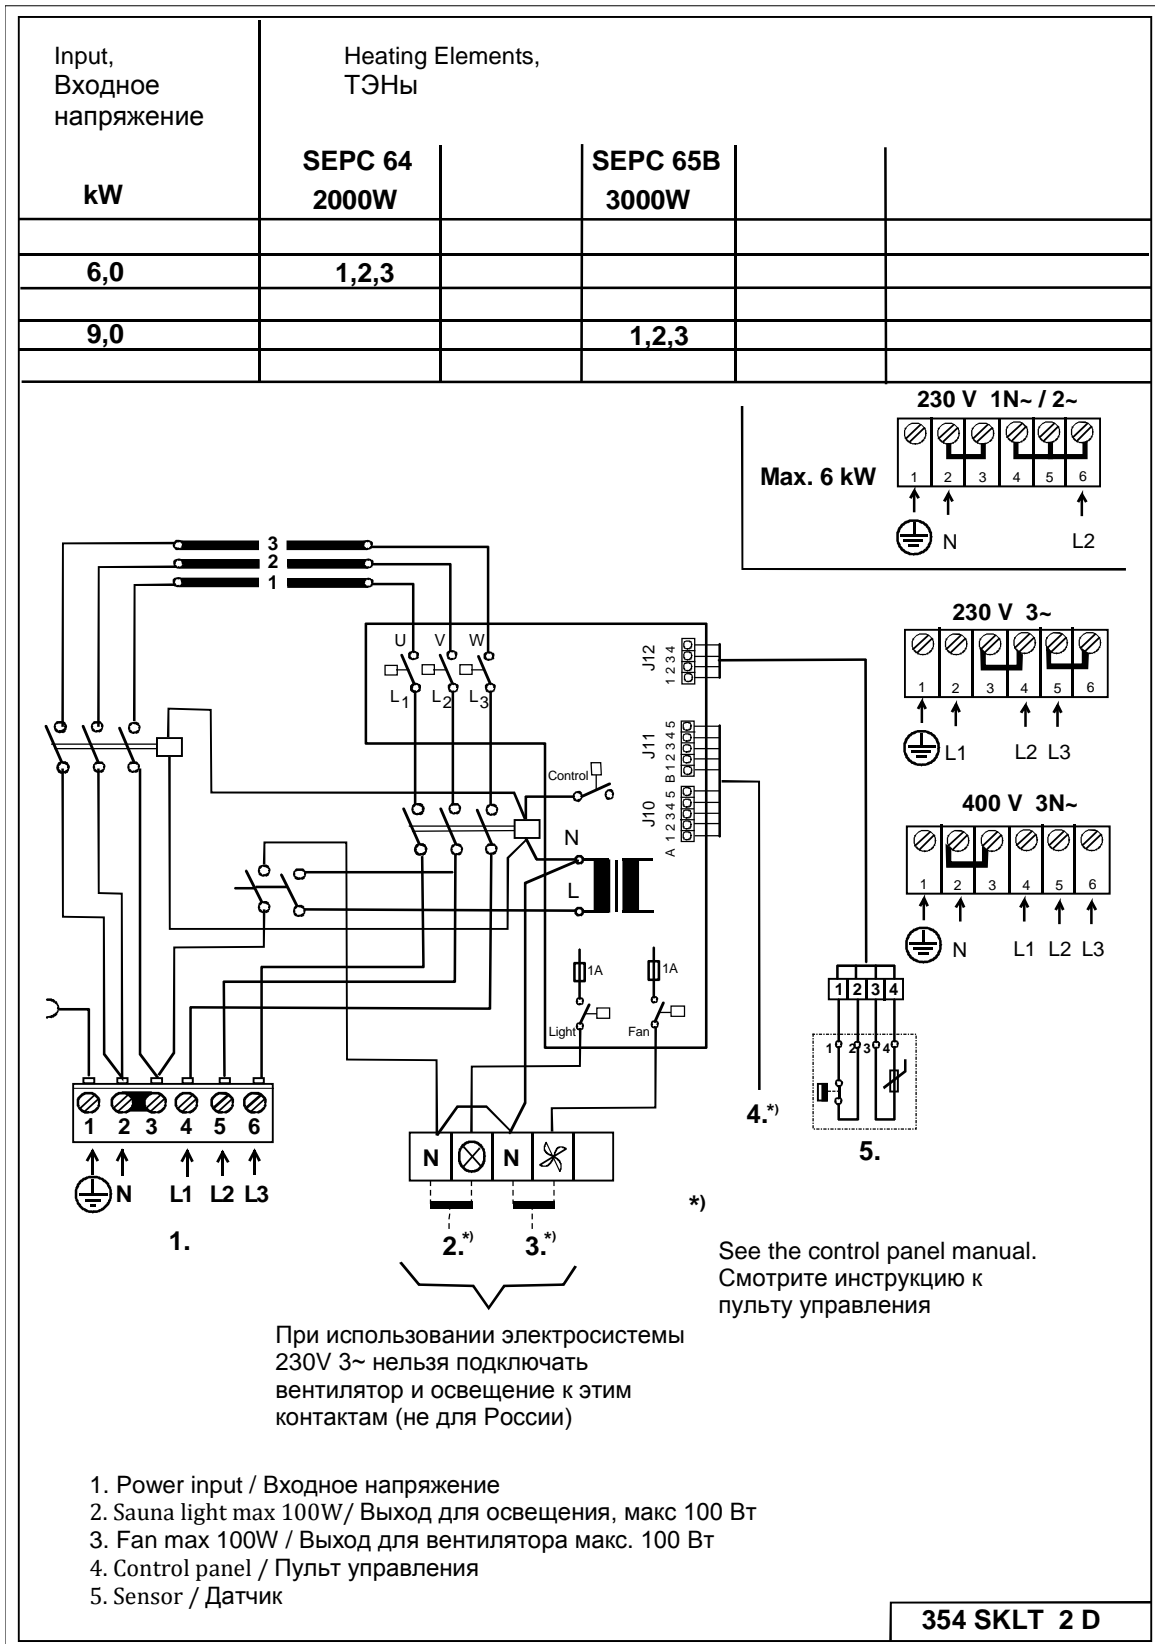 Input,
Входное
напряжение
kW
Heating Elements,
ТЭНы
SEPC 64
2000W
SEPC 65B
3000W
6,0 1,2,3
9,0 1,2,3
230 V 1N~ / 2~
Max. 6 kW
1 2 3 4 5 6
N L2
230 V 3~
1 2 3 4 5 6
L1 L2 L3
400 V 3N~
1 2 3 4 5 6
N L1 L2 L3
3
2
1
U V W
L1 L2 L3
J12
1 2 3 4
J11
B 1 2 3 4 5
J10
A 1 2 3 4 5
Control
N
L
1A 1A
Light Fan
1 2 3 4
1 2 3 4
5.
4.*)
1 2 3 4 5 6
N L1 L2 L3
1.
N N
2.*) 3.*)
*)
See the control panel manual.
Смотрите инструкцию к
пульту управления
При использовании электросистемы
230V 3~ нельзя подключать
вентилятор и освещение к этим
контактам (не для России)
1. Power input / Входное напряжение
2. Sauna light max 100W/ Выход для освещения, макс 100 Вт
3. Fan max 100W / Выход для вентилятора макс. 100 Вт
4. Control panel / Пульт управления
5. Sensor / Датчик
354 SKLT 2 D